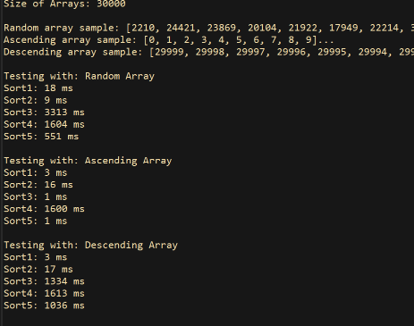 Size of Arrays: 30000
Random array sample: [2210, 24421, 23869, 20104, 21922, 17949, 22214, 3
Ascending array sample: [0, 1, 2, 3, 4, 5, 6, 7, 8, 9]...
Descending array sample: [29999, 29998, 29997, 29996, 29995, 29994, 299
Testing with: Random Array
Sort1: 18 ms
Sort2: 9 ms
Sort3: 3313 ms
Sort4: 1604 ms
Sort5: 551 ms
Testing with: Ascending Array
Sort1: 3 ms
Sort2: 16 ms
Sort3: 1 ms
Sort4: 1600 ms
Sort5: 1 ms
Testing with: Descending Array
Sort1: 3 ms
Sort2: 17 ms
Sort3: 1334 ms
Sort4: 1613 ms
Sort5: 1036 ms